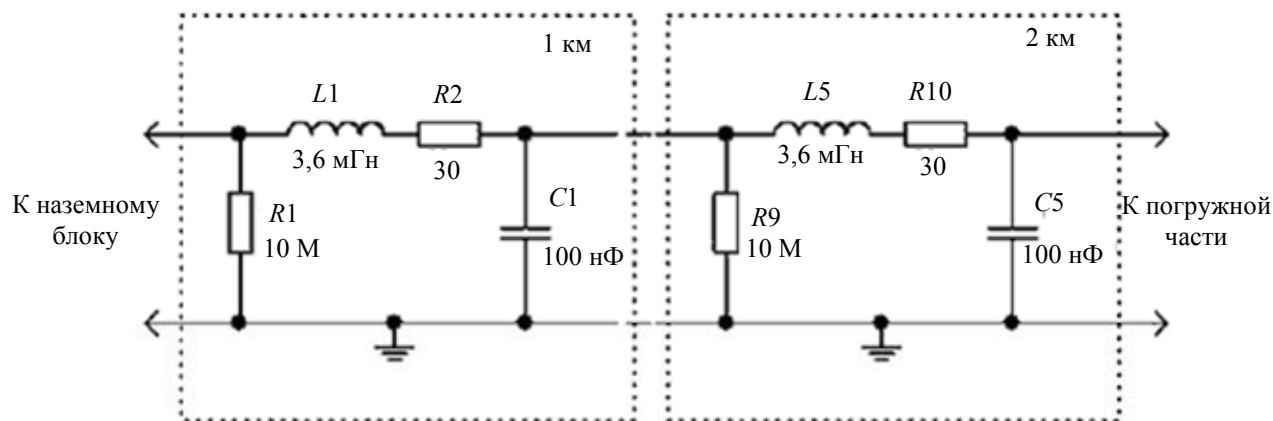 1 км
2 км
L1
R2
L5
R10
3,6 мГн
30
3,6 мГн
30
К наземному
блоку
R1
10 М
C1
100 нФ
R9
10 М
C5
100 нФ
К погружной
части